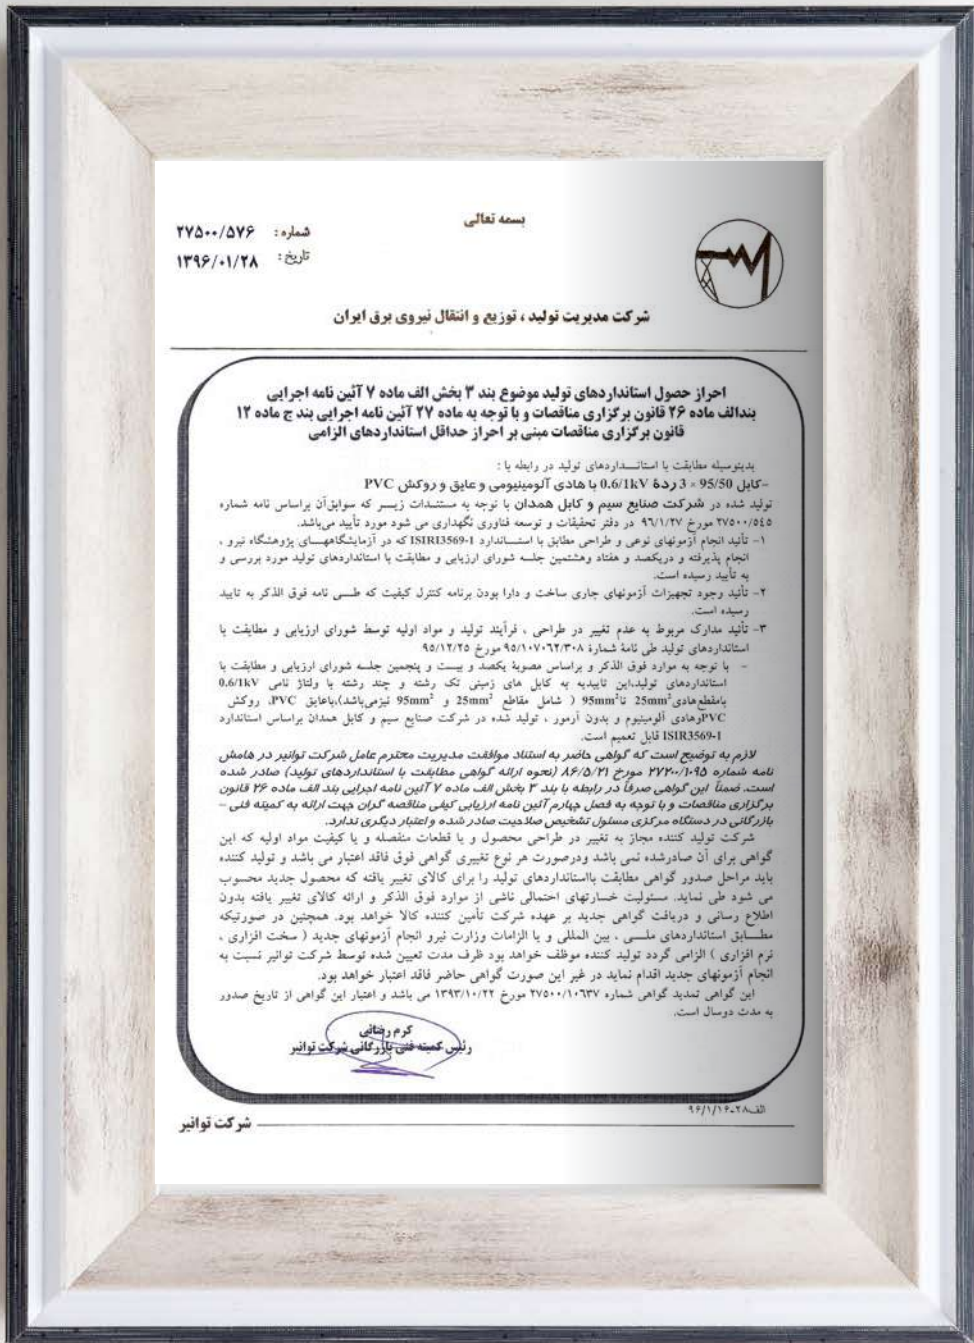 بسمه تعالی
شماره : ۲۷۵۰۰/۵۷۶
تاریخ : ۱۳۹۶/۰۱/۲۸
شرکت مدیریت تولید ، توزیع و انتقال نیروی برق ایران
احراز حصول استانداردهای تولید موضوع بند ۳ بخش الف ماده ۷ آئین نامه اجرایی
بندالف ماده ۲۶ قانون برگزاری مناقصات و با توجه به ماده ۲۷ آئین نامه اجرایی بند ج ماده ۱۲
قانون برگزاری مناقصات مبنی بر احراز حداقل استانداردهای الزامی
بدینوسیله مطابقت با استانــداردهای تولید در رابطه با :
-کابل 95/50 × 3 ردهٔ 0.6/1kV با هادی آلومینیومی و عایق و روکش PVC
تولید شده در شرکت صنایع سیم و کابل همدان با توجه به مستنـدات زیــر که سوابق‌آن براساس نامه شماره
۲۷۵۰۰/۵٤۵ مورخ ۹۶/۱/۲۷ در دفتر تحقیقات و توسعه فناوری نگهداری می شود مورد تأیید می‌باشد.
۱- تأئید انجام آزمونهای نوعی و طراحی مطابق با استــاندارد ISIRI3569-1 که در آزمایشگاههــای پژوهشگاه نیرو ،
انجام پذیرفته و دریکصد و هفتاد وهشتمین جلسه شورای ارزیابی و مطابقت با استانداردهای تولید مورد بررسی و
به تأیید رسیده است.
۲- تأئید وجود تجهیزات آزمونهای جاری ساخت و دارا بودن برنامه کنترل کیفیت که طــی نامه فوق الذکر به تایید
رسیده است.
۳- تأئید مدارک مربوط به عدم تغییر در طراحی ، فرآیند تولید و مواد اولیه توسط شورای ارزیابی و مطابقت با
استانداردهای تولید طی نامهٔ شمارهٔ ۹۵/۱۰۷۰۶۲/۳۰۸ مورخ ۹۵/۱۲/۲۵
- با توجه به موارد فوق الذکر و براساس مصوبهٔ یکصد و بیست و پنجمین جلسه شورای ارزیابی و مطابقت با
استانداردهای تولید،این تاییدیه به کابل های زمینی تک رشته و چند رشته با ولتاژ نامی 0.6/1kV
بامقطع‌هادی 25mm² تا 95mm² ( شامل مقاطع 25mm² و 95mm² نیزمی‌باشد)،باعایق PVC، روکش
PVCوهادی آلومینیوم و بدون آرمور ، تولید شده در شرکت صنایع سیم و کابل همدان براساس استاندارد
ISIR3569-1 قابل تعمیم است.
لازم به توضیح است که گواهی حاضر به استناد موافقت مدیریت محترم عامل شرکت توانیر در هامش
نامه شماره ۲۷۲۰۰/۱۰۹۵ مورخ ۸۶/۵/۲۱ (نحوه ارائه گواهی مطابقت با استانداردهای تولید) صادر شده
است. ضمناً این گواهی صرفاً در رابطه با بند ۳ بخش الف ماده ۷ آئین نامه اجرایی بند الف ماده ۲۶ قانون
برگزاری مناقصات و با توجه به فصل چهارم آئین نامه ارزیابی کیفی مناقصه گران جهت ارائه به کمیته فنی –
بازرگانی در دستگاه مرکزی مسئول تشخیص صلاحیت صادر شده و اعتبار دیگری ندارد.
شرکت تولید کننده مجاز به تغییر در طراحی محصول و یا قطعات منفصله و یا کیفیت مواد اولیه که این
گواهی برای آن صادرشده نمی باشد ودرصورت هر نوع تغییری گواهی فوق فاقد اعتبار می باشد و تولید کننده
باید مراحل صدور گواهی مطابقت بااستانداردهای تولید را برای کالای تغییر یافته که محصول جدید محسوب
می شود طی نماید. مسئولیت خسارتهای احتمالی ناشی از موارد فوق الذکر و ارائه کالای تغییر یافته بدون
اطلاع رسانی و دریافت گواهی جدید بر عهده شرکت تأمین کننده کالا خواهد بود. همچنین در صورتیکه
مطــابق استانداردهای ملــی ، بین المللی و یا الزامات وزارت نیرو انجام آزمونهای جدید ( سخت افزاری ،
نرم افزاری ) الزامی گردد تولید کننده موظف خواهد بود ظرف مدت تعیین شده توسط شرکت توانیر نسبت به
انجام آزمونهای جدید اقدام نماید در غیر این صورت گواهی حاضر فاقد اعتبار خواهد بود.
این گواهی تمدید گواهی شماره ۲۷۵۰۰/۱۰۶۳۷ مورخ ۱۳۹۳/۱۰/۲۲ می باشد و اعتبار این گواهی از تاریخ صدور
به مدت دوسال است.
کرم رضائی
رئیس کمیته فنی بازرگانی شرکت توانیر
الف۲۸-۹۶/۱/۱۶
شرکت توانیر